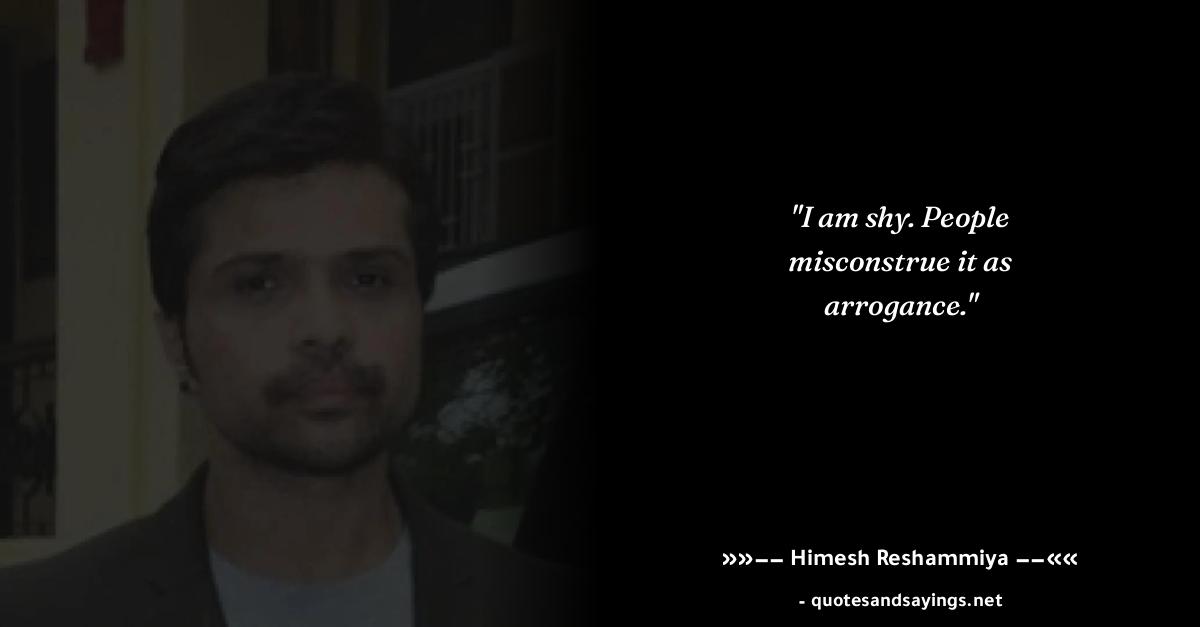 "I am shy. People
misconstrue it as
arrogance."
»»−− Himesh Reshammiya −−««
- quotesandsayings.net